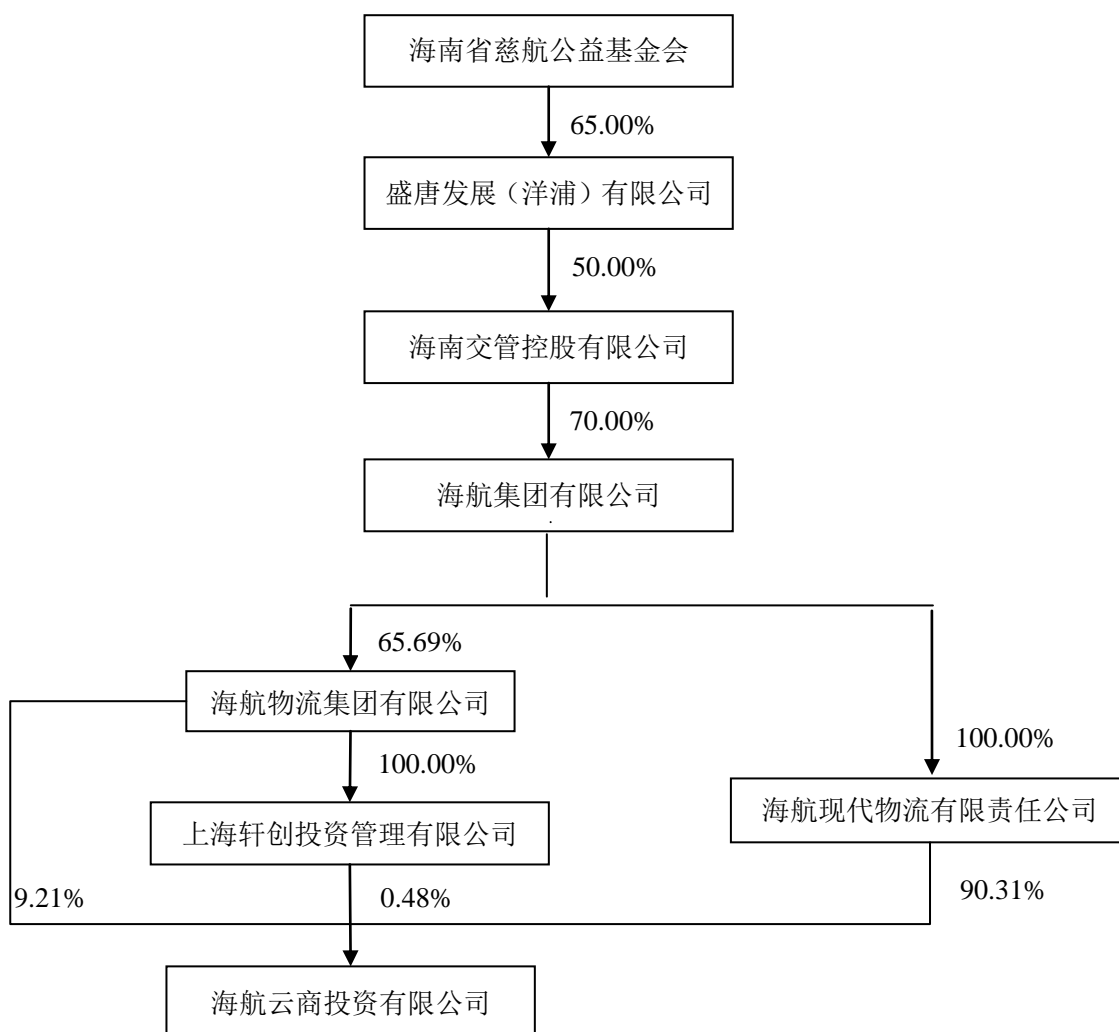 海南省慈航公益基金会
65.00%
盛唐发展（洋浦）有限公司
50.00%
海南交管控股有限公司
70.00%
海航集团有限公司
65.69%
海航物流集团有限公司
100.00%
100.00%
上海轩创投资管理有限公司
海航现代物流有限责任公司
9.21%
0.48%
90.31%
海航云商投资有限公司